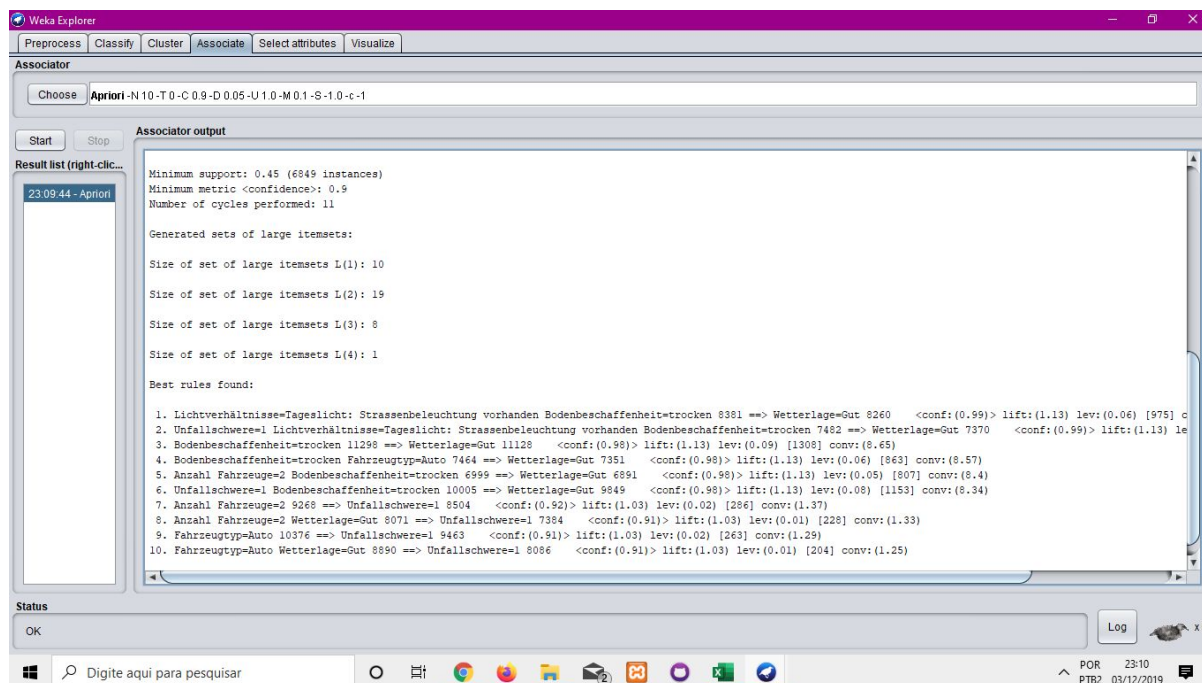 Weka Explorer
Preprocess Classify Cluster Associate Select attributes Visualize
Associator
Choose Apriori -N 10 -T 0 -C 0.9 -D 0.05 -U 1.0 -M 0.1 -S -1.0 -c -1
Start Stop
Associator output
Result list (right-clic...
23:09:44 - Apriori
Minimum support: 0.45 (6849 instances)
Minimum metric <confidence>: 0.9
Number of cycles performed: 11
Generated sets of large itemsets:
Size of set of large itemsets L(1): 10
Size of set of large itemsets L(2): 19
Size of set of large itemsets L(3): 8
Size of set of large itemsets L(4): 1
Best rules found:
1. Lichtverhältnisse=Tageslicht: Strassenbeleuchtung vorhanden Bodenbeschaffenheit=trocken 8381 ==> Wetterlage=Gut 8260 <conf:(0.99)> lift:(1.13) lev:(0.06) [975] c
2. Unfallschwere=1 Lichtverhältnisse=Tageslicht: Strassenbeleuchtung vorhanden Bodenbeschaffenheit=trocken 7482 ==> Wetterlage=Gut 7370 <conf:(0.99)> lift:(1.13) le
3. Bodenbeschaffenheit=trocken 11298 ==> Wetterlage=Gut 11128 <conf:(0.98)> lift:(1.13) lev:(0.09) [1308] conv:(8.65)
4. Bodenbeschaffenheit=trocken Fahrzeugtyp=Auto 7464 ==> Wetterlage=Gut 7351 <conf:(0.98)> lift:(1.13) lev:(0.06) [863] conv:(8.57)
5. Anzahl Fahrzeuge=2 Bodenbeschaffenheit=trocken 6999 ==> Wetterlage=Gut 6891 <conf:(0.98)> lift:(1.13) lev:(0.05) [807] conv:(8.4)
6. Unfallschwere=1 Bodenbeschaffenheit=trocken 10005 ==> Wetterlage=Gut 9849 <conf:(0.98)> lift:(1.13) lev:(0.08) [1153] conv:(8.34)
7. Anzahl Fahrzeuge=2 9268 ==> Unfallschwere=1 8504 <conf:(0.92)> lift:(1.03) lev:(0.02) [286] conv:(1.37)
8. Anzahl Fahrzeuge=2 Wetterlage=Gut 8071 ==> Unfallschwere=1 7384 <conf:(0.91)> lift:(1.03) lev:(0.01) [228] conv:(1.33)
9. Fahrzeugtyp=Auto 10376 ==> Unfallschwere=1 9463 <conf:(0.91)> lift:(1.03) lev:(0.02) [263] conv:(1.29)
10. Fahrzeugtyp=Auto Wetterlage=Gut 8890 ==> Unfallschwere=1 8086 <conf:(0.91)> lift:(1.03) lev:(0.01) [204] conv:(1.25)
Status
OK
Log
x 
Digite aqui para pesquisar
2
POR 23:10
PTB2 03/12/2019